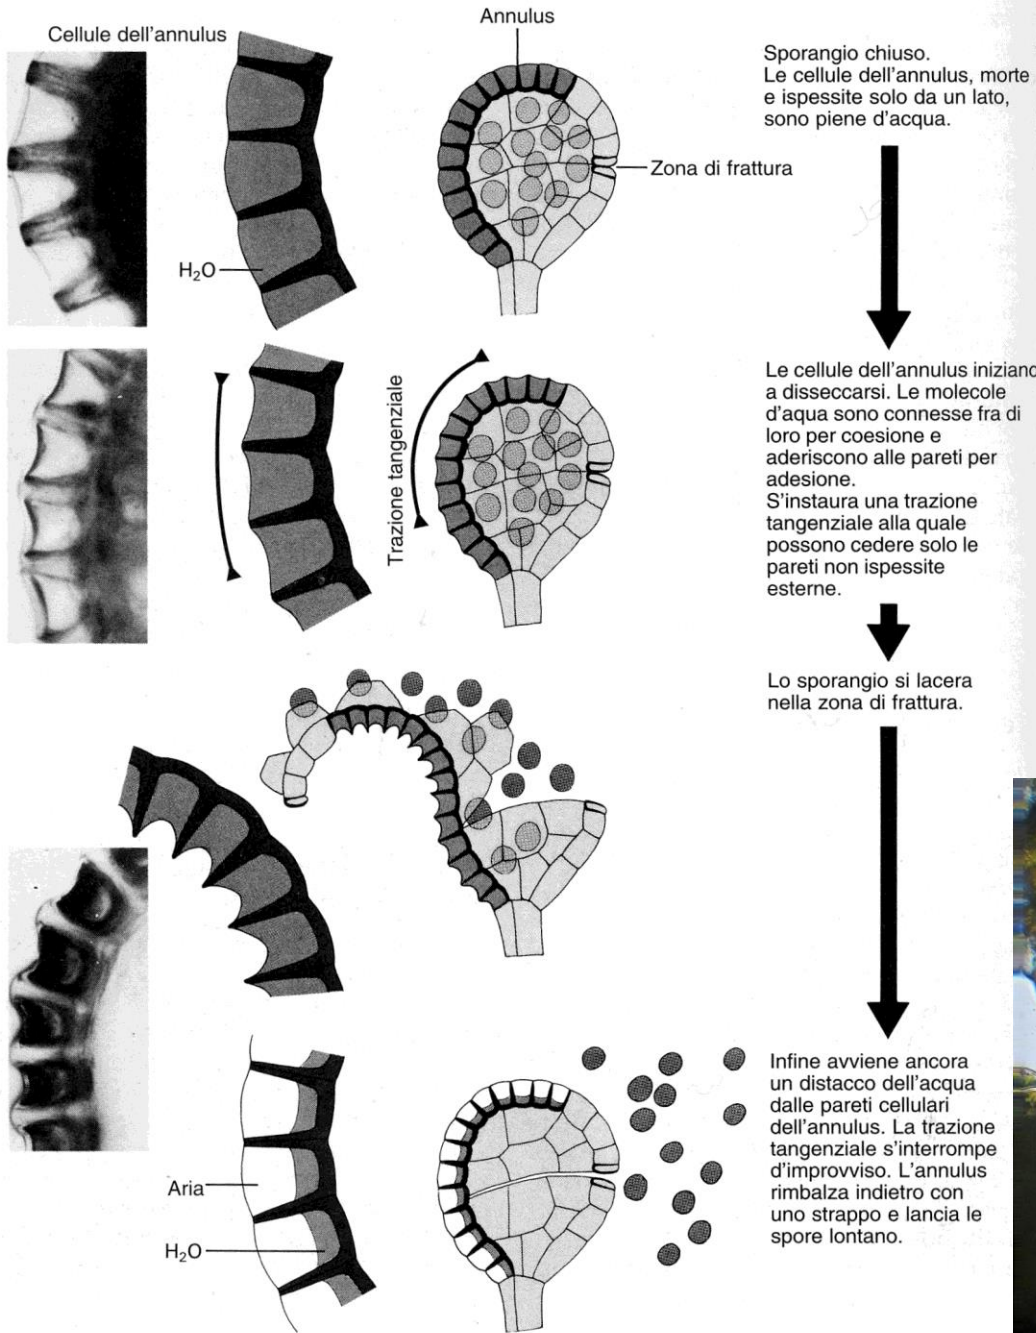 Cellule dell'annulus
Annulus
Zona di frattura
H₂O
Sporangio chiuso.
Le cellule dell'annulus, morte
e ispessite solo da un lato,
sono piene d'acqua.
Trazione tangenziale
Le cellule dell'annulus iniziano
a disseccarsi. Le molecole
d'aqua sono connesse fra di
loro per coesione e
aderiscono alle pareti per
adesione.
S'instaura una trazione
tangenziale alla quale
possono cedere solo le
pareti non ispessite
esterne.
Lo sporangio si lacera
nella zona di frattura.
Aria
H₂O
Infine avviene ancora
un distacco dell'acqua
dalle pareti cellulari
dell'annulus. La trazione
tangenziale s'interrompe
d'improvviso. L'annulus
rimbalza indietro con
uno strappo e lancia le
spore lontano.